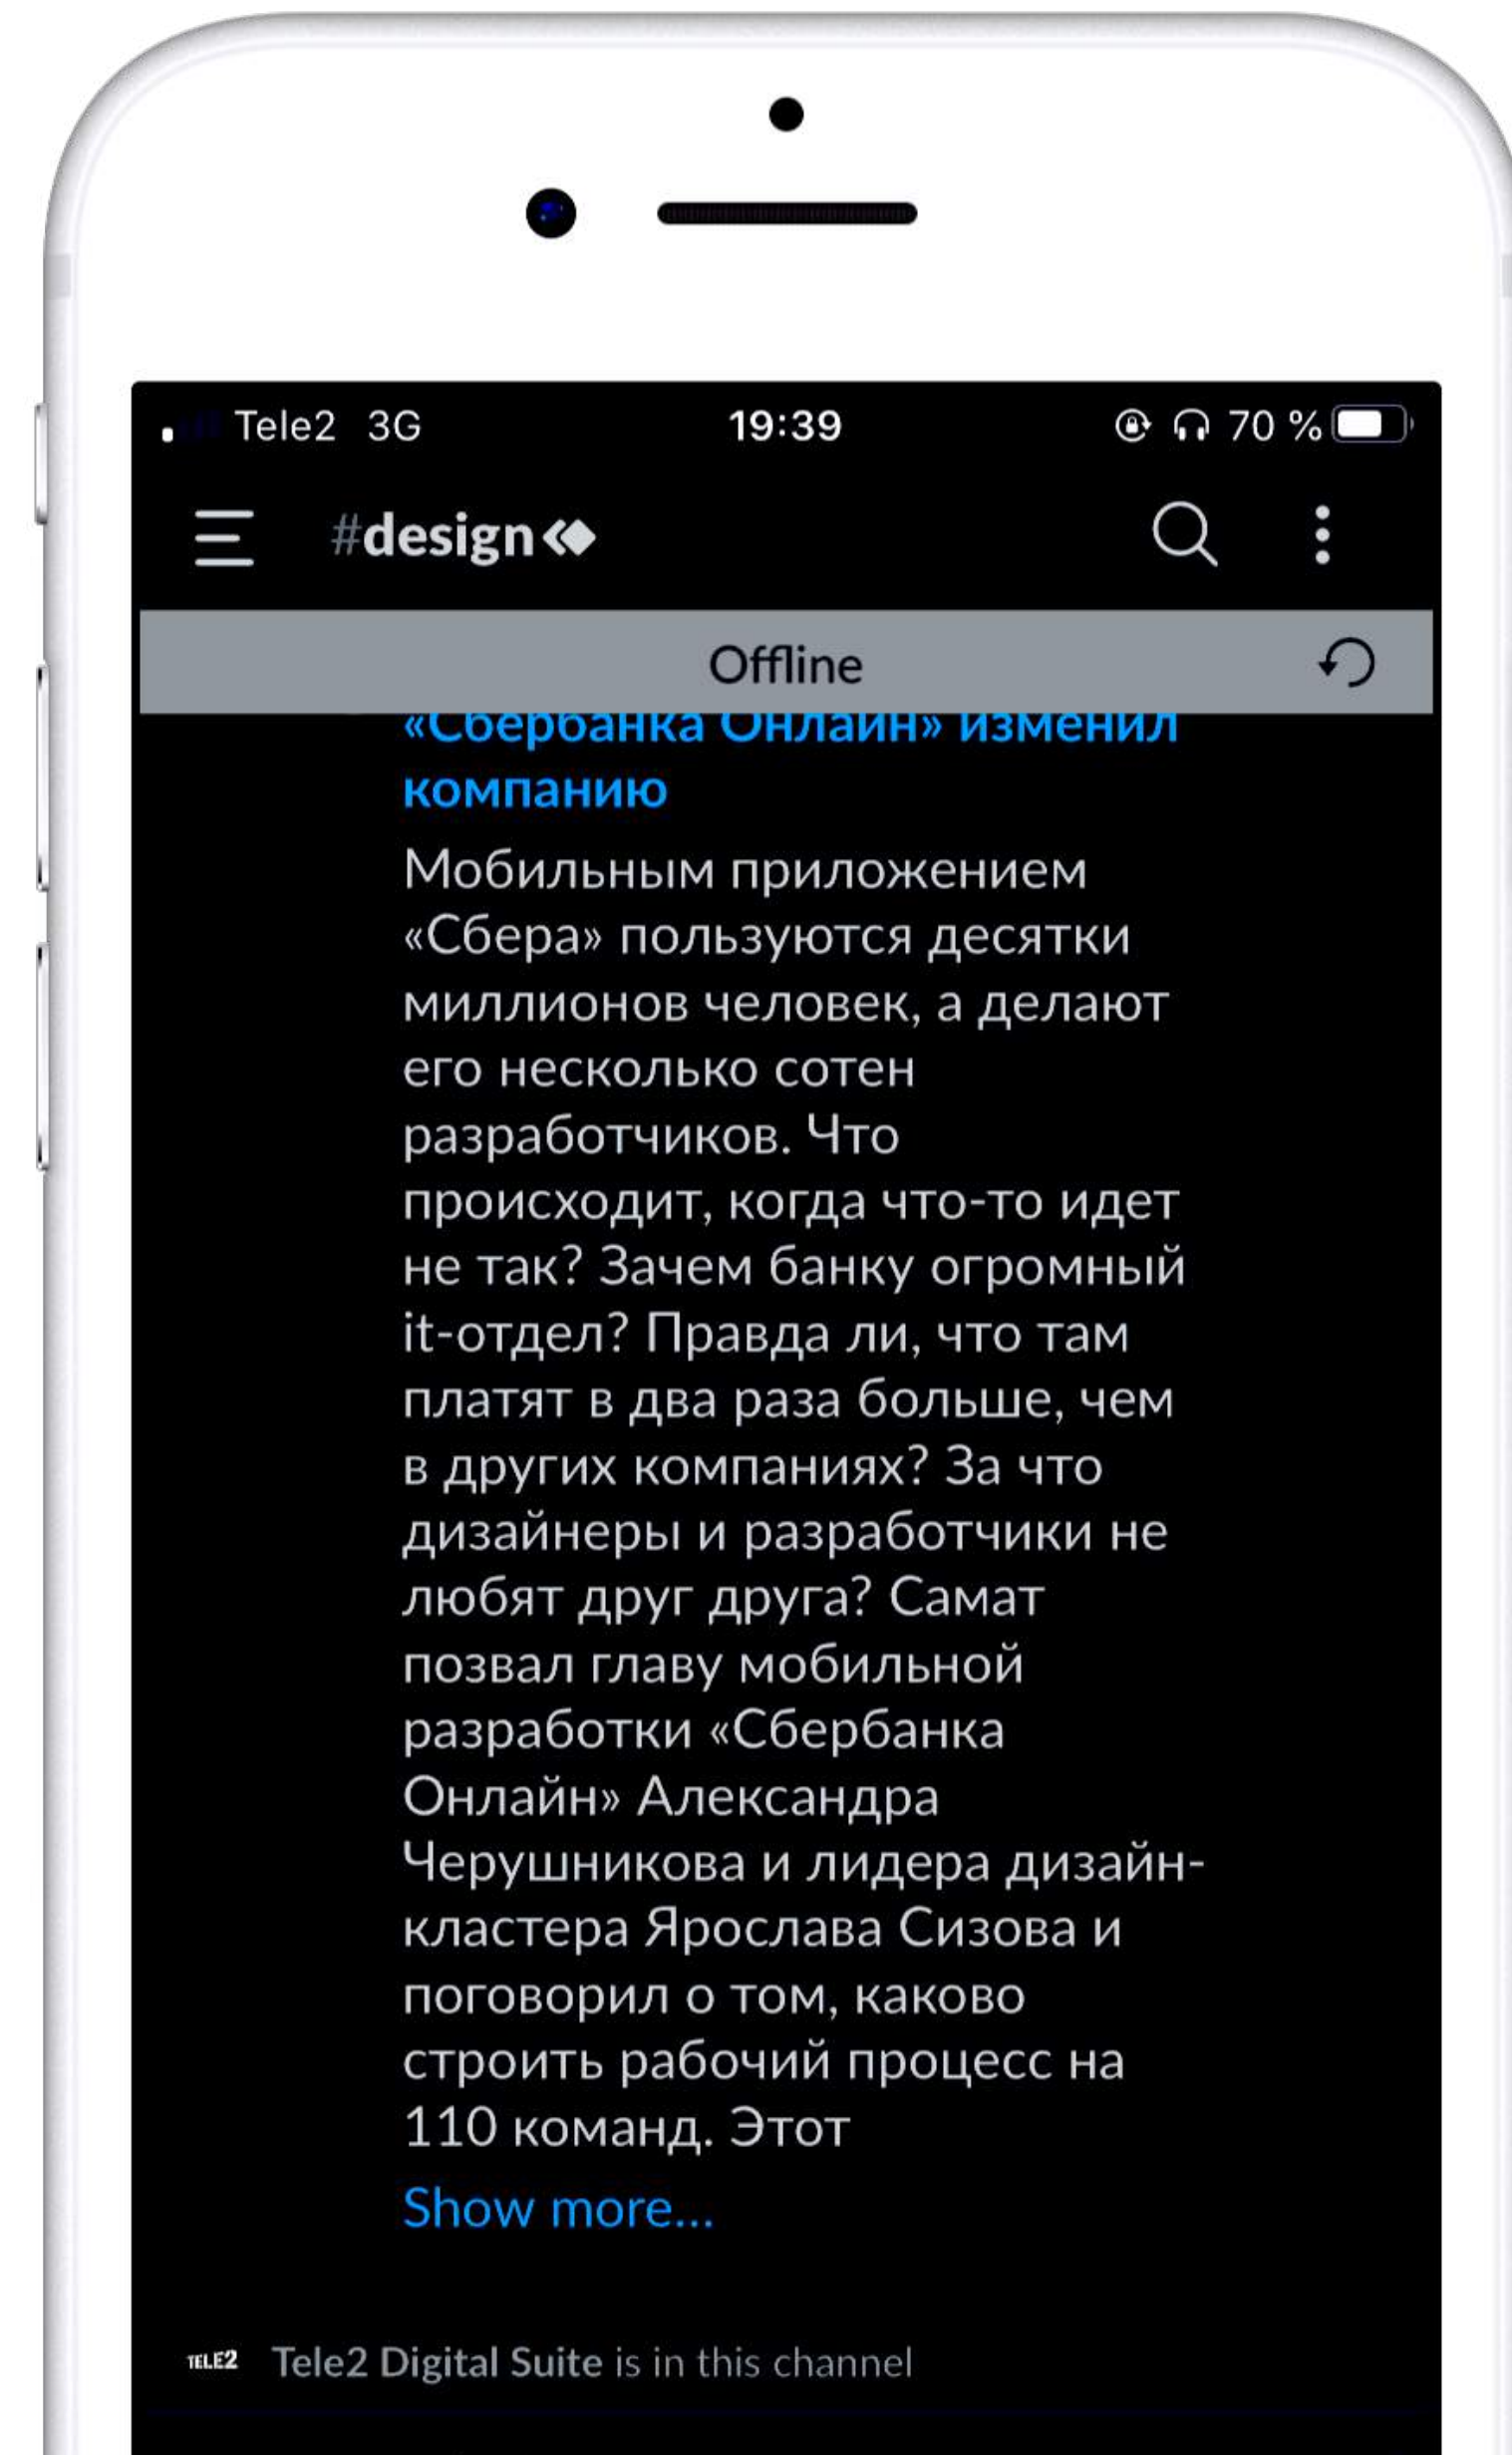 Tele2 3G 19:39 70 %
#design
Offline
«Сбербанка Онлайн» изменил
компанию
Мобильным приложением
«Сбера» пользуются десятки
миллионов человек, а делают
его несколько сотен
разработчиков. Что
происходит, когда что-то идет
не так? Зачем банку огромный
it-отдел? Правда ли, что там
платят в два раза больше, чем
в других компаниях? За что
дизайнеры и разработчики не
любят друг друга? Самат
позвал главу мобильной
разработки «Сбербанка
Онлайн» Александра
Черушникова и лидера дизайн-
кластера Ярослава Сизова и
поговорил о том, каково
строить рабочий процесс на
110 команд. Этот
Show more...
TELE2 Tele2 Digital Suite is in this channel